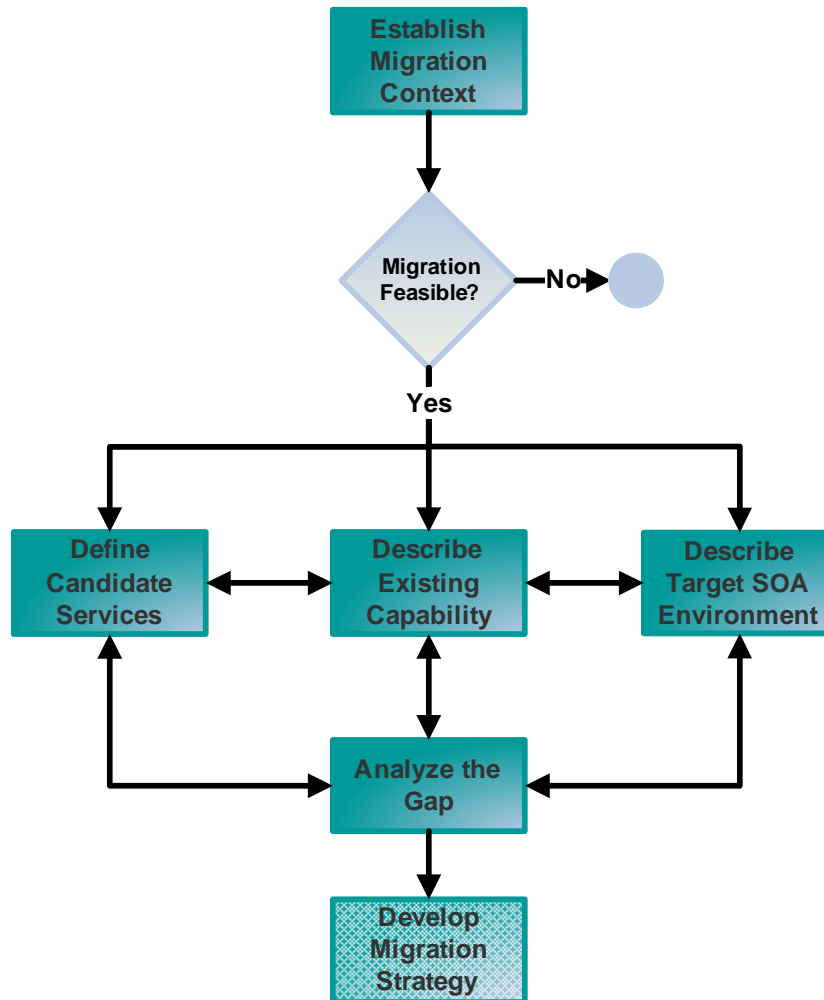 Establish
Migration
Context
Migration
Feasible?
No
Yes
Define
Candidate
Services
Describe
Existing
Capability
Describe
Target SOA
Environment
Analyze the
Gap
Develop
Migration
Strategy